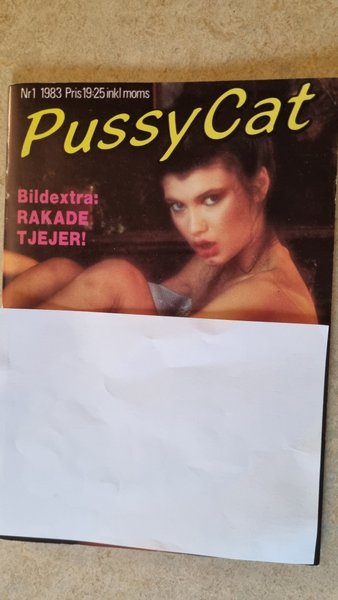 Nr1 1983 Pris 19:25 inkl moms
PussyCat
Bildextra:
RAKADE
TJEJER!